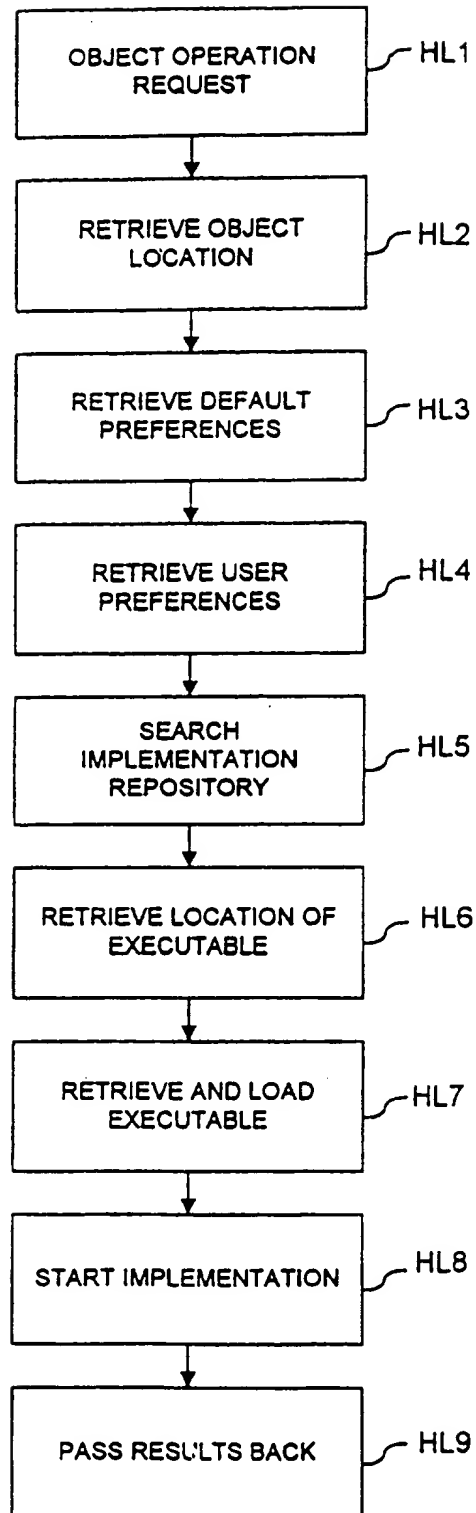 OBJECT OPERATION
REQUEST
HL1
RETRIEVE OBJECT
LOCATION
HL2
RETRIEVE DEFAULT
PREFERENCES
HL3
RETRIEVE USER
PREFERENCES
HL4
SEARCH
IMPLEMENTATION
REPOSITORY
HL5
RETRIEVE LOCATION OF
EXECUTABLE
HL6
RETRIEVE AND LOAD
EXECUTABLE
HL7
START IMPLEMENTATION
HL8
PASS RESULTS BACK
HL9